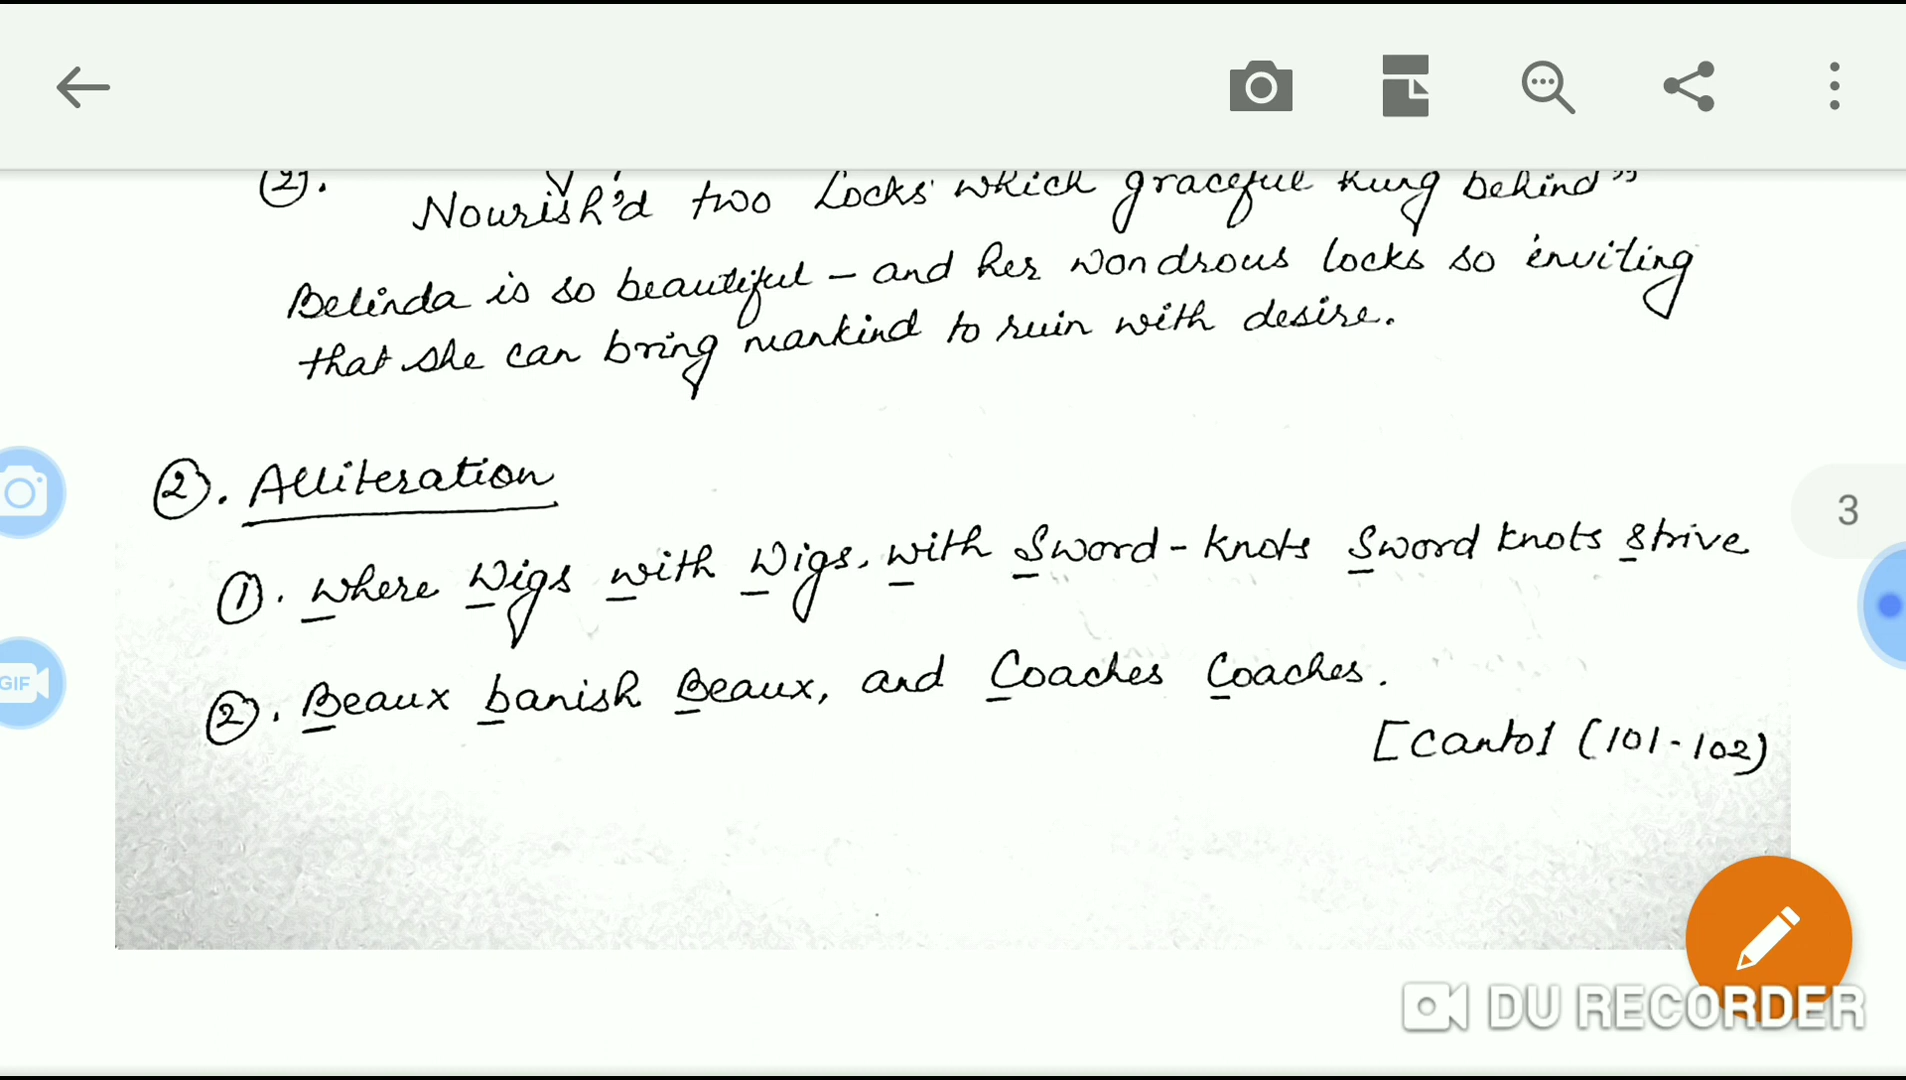 (2).
Nourish'd two Locks which graceful hung behind"
Belinda is so beautiful – and her wondrous locks so inviting
that she can bring mankind to ruin with desire.
(2). Alliteration
(1). where Wigs with Wigs, with Sword-knots Sword knots strive
(2). Beaux banish Beaux, and Coaches Coaches.
[canto1 (101-102)
3
GIF
DU RECORDER